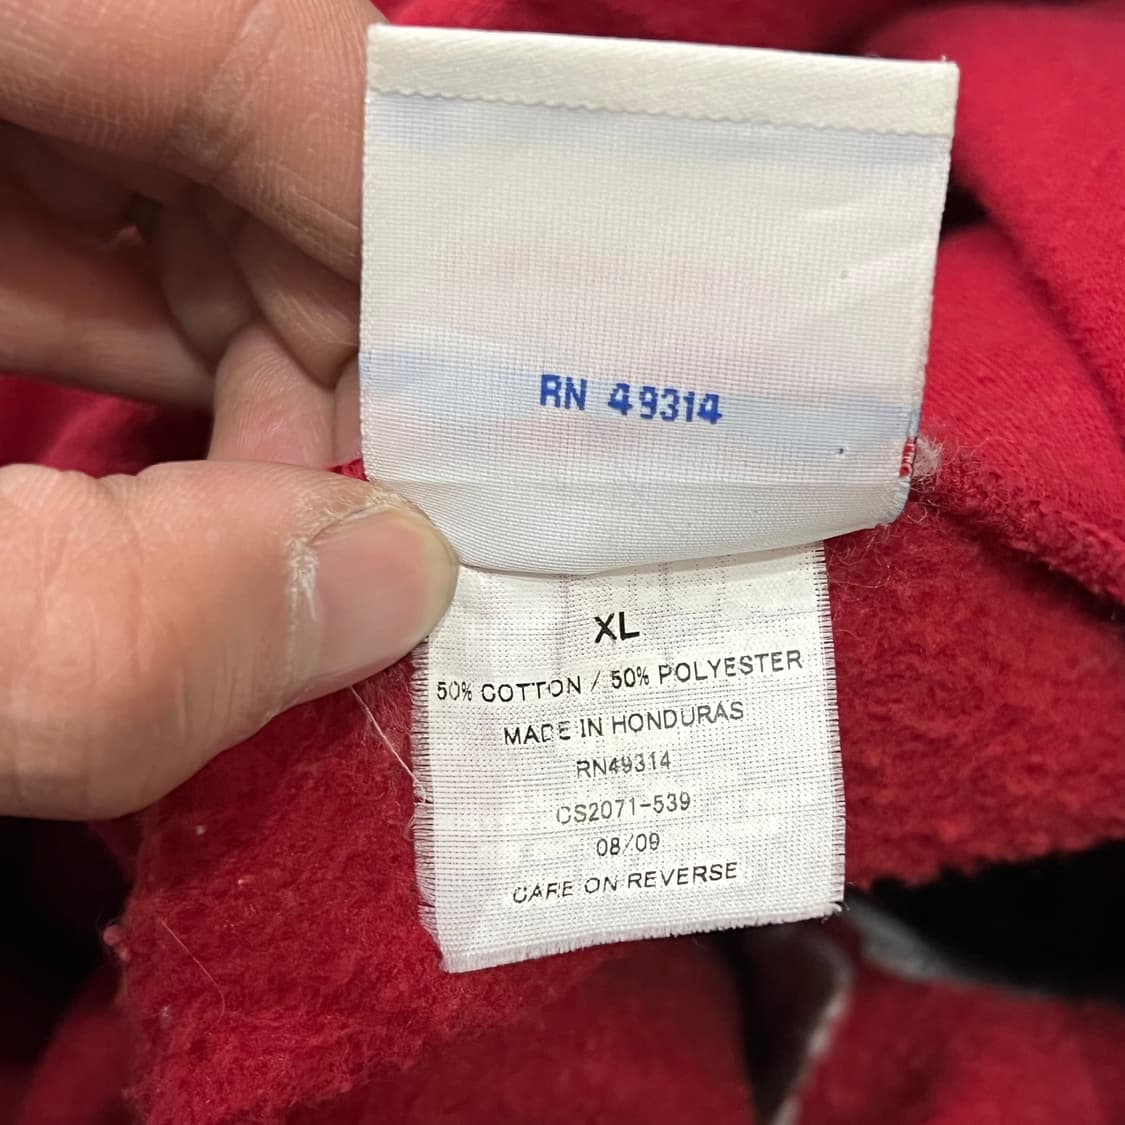 RN 49314
XL
50% COTTON / 50% POLYESTER
MADE IN HONDURAS
RN49314
CS2071-539
08/09
CARE ON REVERSE